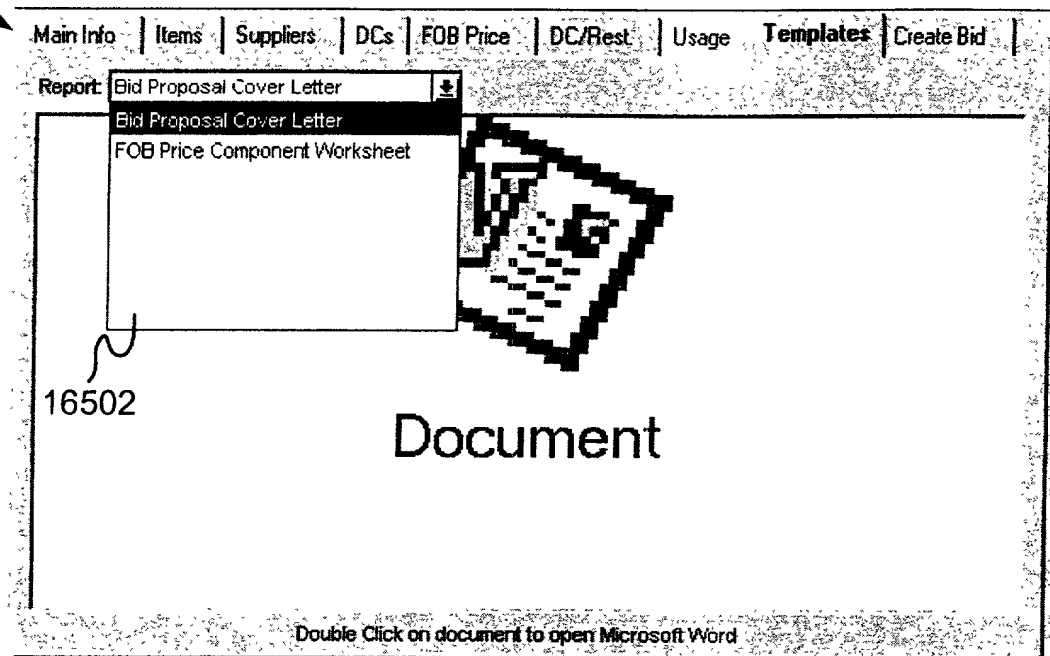 Main Info Items Suppliers DCs FOB Price DC/Rest Usage Templates Create Bid
Report: Bid Proposal Cover Letter
Bid Proposal Cover Letter
FOB Price Component Worksheet
16502
Document
Double Click on document to open Microsoft Word